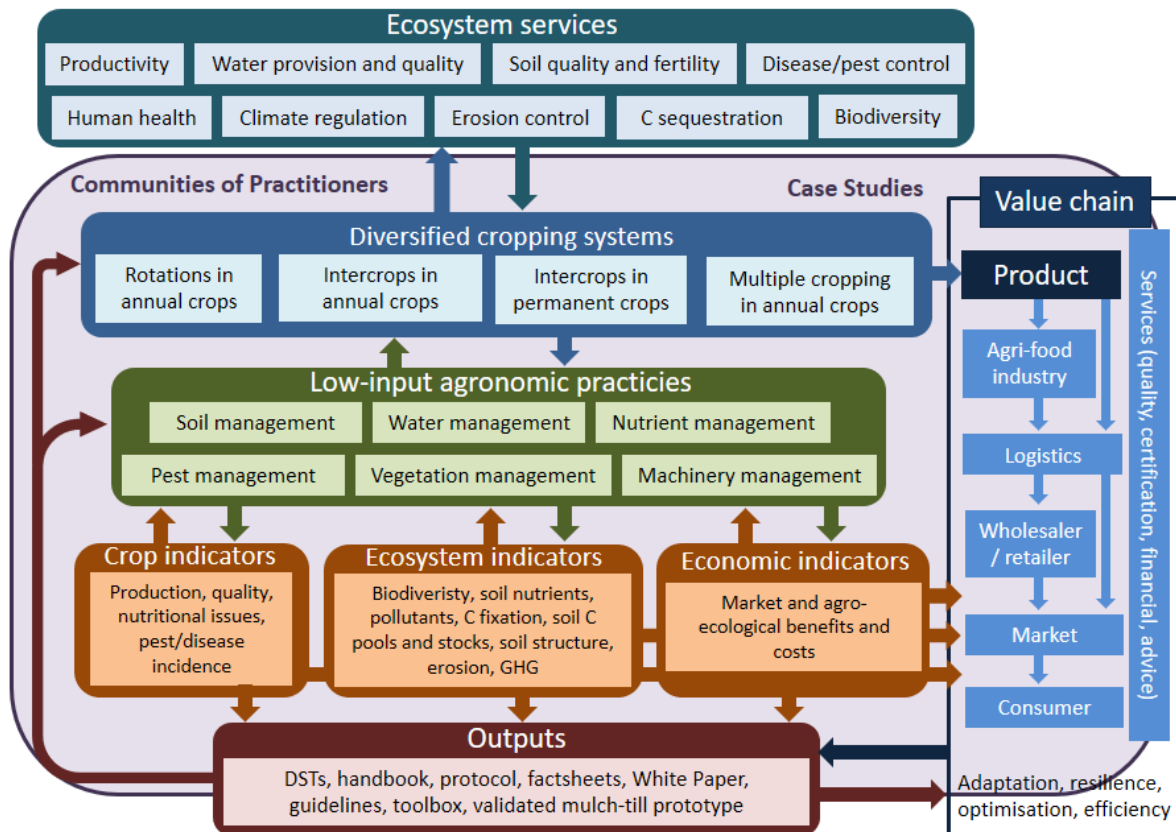 Ecosystem services
Productivity
Water provision and quality
Soil quality and fertility
Disease/pest control
Human health
Climate regulation
Erosion control
C sequestration
Biodiversity
Communities of Practitioners
Case Studies
Diversified cropping systems
Rotations in
annual crops
Intercrops in
annual crops
Intercrops in
permanent crops
Multiple cropping
in annual crops
Low-input agronomic practicies
Soil management
Water management
Nutrient management
Pest management
Vegetation management
Machinery management
Crop indicators
Production, quality,
nutritional issues,
pest/disease
incidence
Ecosystem indicators
Biodiveristy, soil nutrients,
pollutants, C fixation, soil C
pools and stocks, soil structure,
erosion, GHG
Economic indicators
Market and agro-
ecological benefits and
costs
Outputs
DSTs, handbook, protocol, factsheets, White Paper,
guidelines, toolbox, validated mulch-till prototype
Value chain
Product
Agri-food
industry
Logistics
Wholesaler
/ retailer
Market
Consumer
Services (quality, certification, financial, advice)
Adaptation, resilience,
optimisation, efficiency